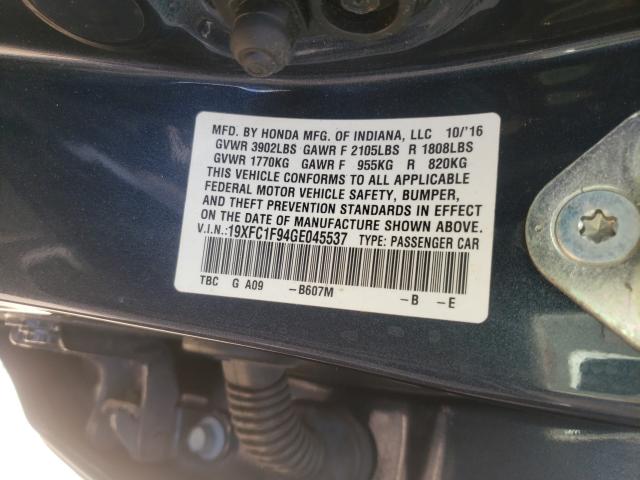 MFD. BY HONDA MFG. OF INDIANA, LLC 10/'16
GVWR 3902LBS GAWR F 2105LBS R 1808LBS
GVWR 1770KG GAWR F 955KG R 820KG
THIS VEHICLE CONFORMS TO ALL APPLICABLE
FEDERAL MOTOR VEHICLE SAFETY, BUMPER,
AND THEFT PREVENTION STANDARDS IN EFFECT
ON THE DATE OF MANUFACTURE SHOWN ABOVE.
V.I.N.:19XFC1F94GE045537 TYPE: PASSENGER CAR
TBC G A09 -B607M -B -E